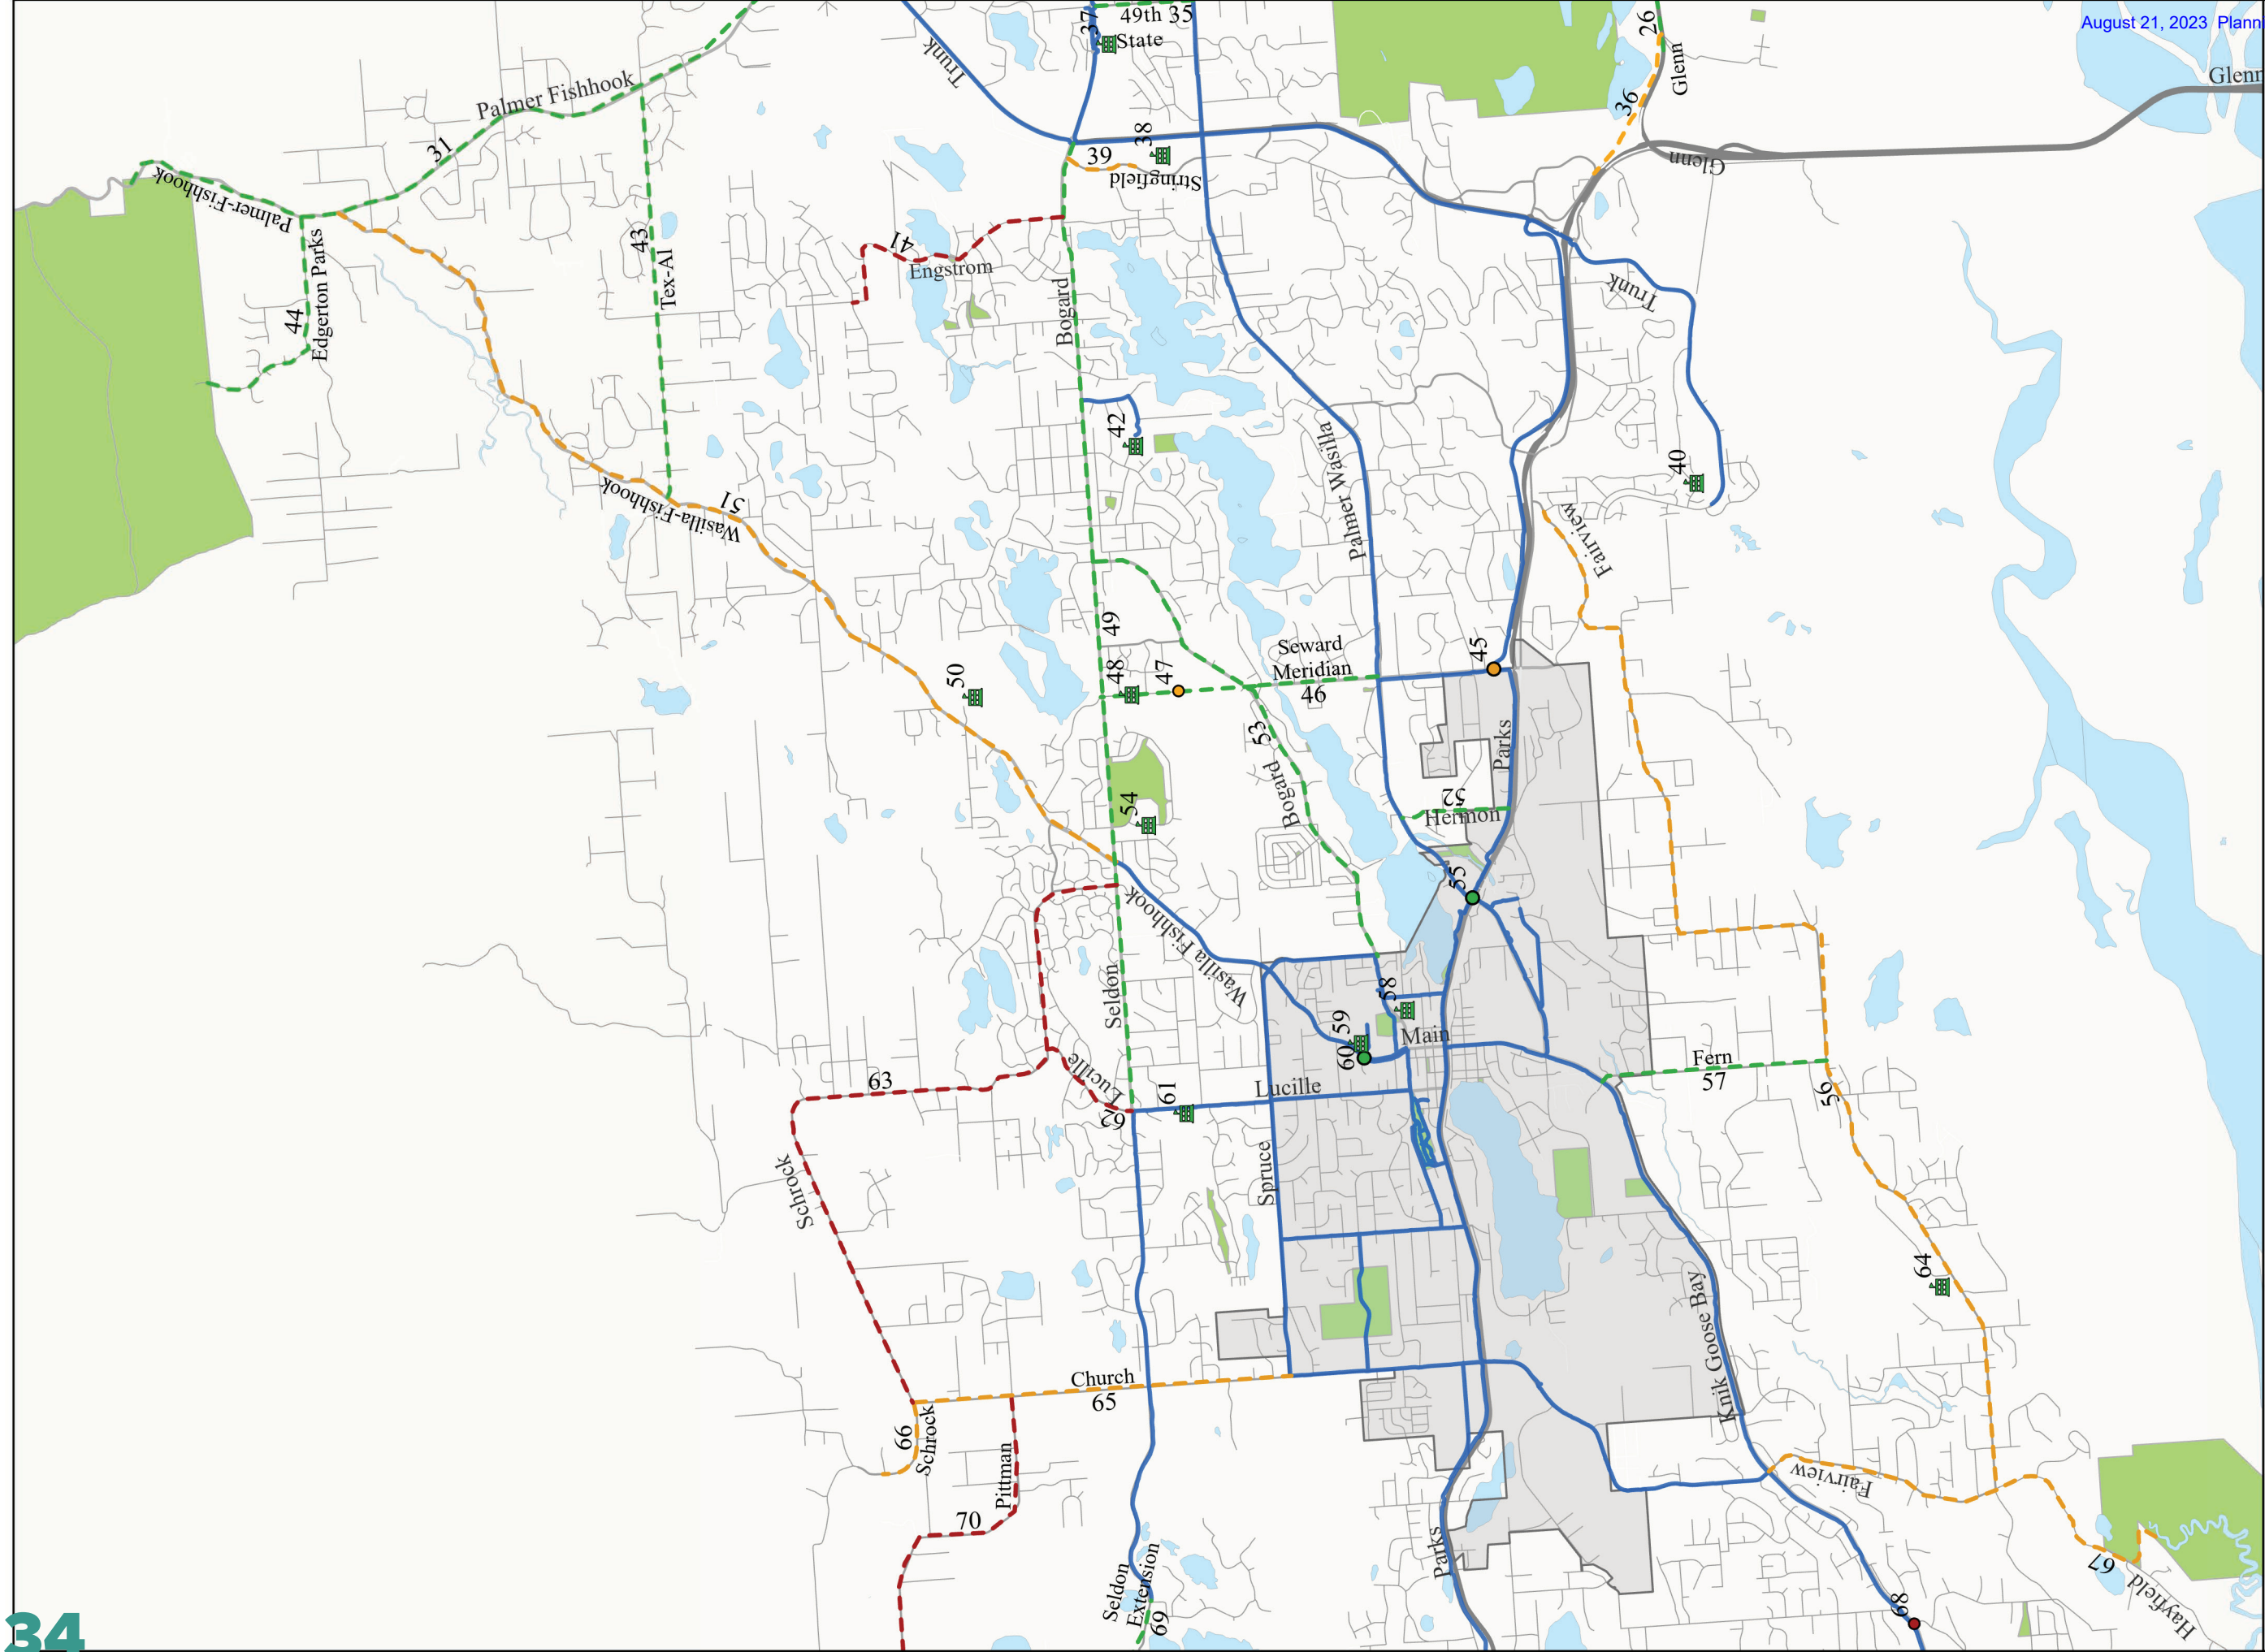 August 21, 2023 Plann
37
49th 35
State
26
Glenn
Glenn
Trunk
36
38
39
Stringfield
Glenn
Palmer Fishhook
31
Palmer-Fishhook
43
Tex-Al
41
Engstrom
44
Edgerton Parks
Bogard
Trunk
42
Palmer Wasilla
40
51
Wasilla-Fishhook
Fairview
49
48
47
Seward
Meridian
46
45
50
53
Parks
Bogard
54
52
Hermon
55
Wasilla Fishhook
Seldon
58
59
60
Main
Lucille
63
61
62
Lucille
Fern
57
56
Schrock
Spruce
64
Knik Goose Bay
Church
65
66
Schrock
Pittman
70
Fairview
Parks
Seldon
Extension
69
67
Hayfield
68
34